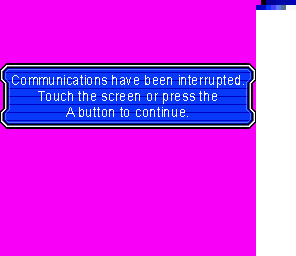 Communications have been interrupted.
Touch the screen or press the
A button to continue.